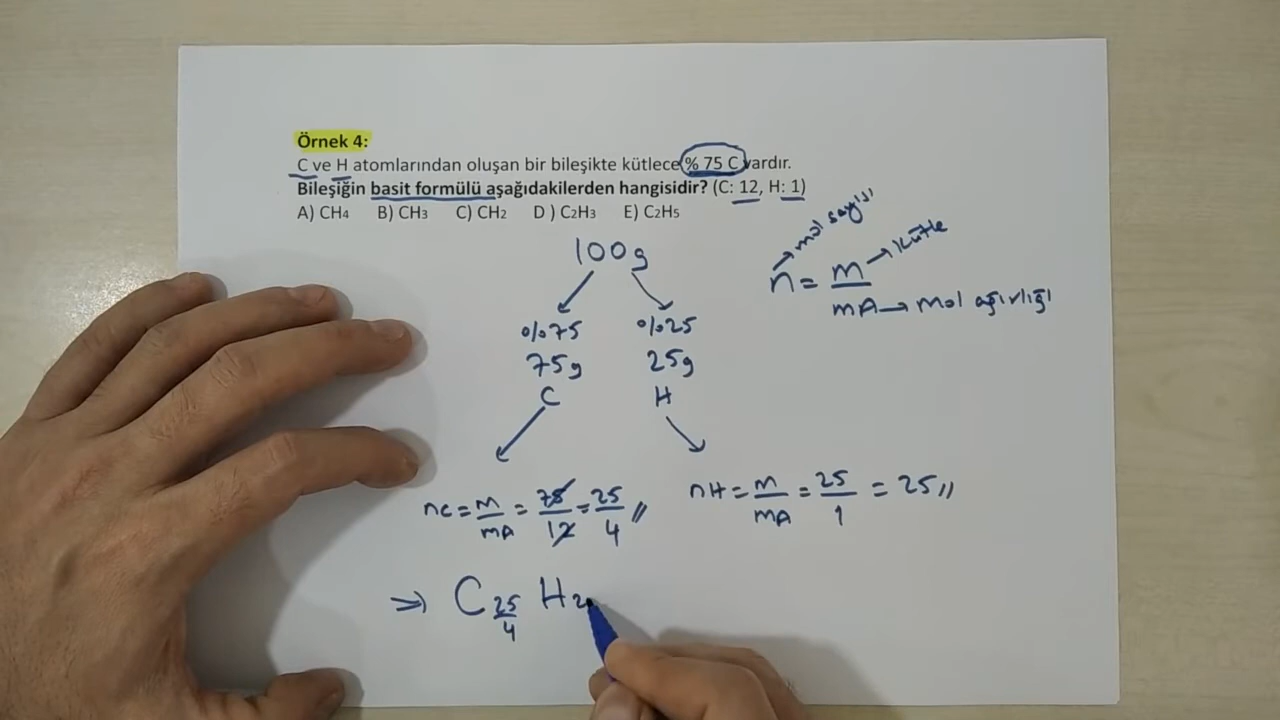 Örnek 4:
C ve H atomlarından oluşan bir bileşikte kütlece % 75 C vardır.
Bileşiğin basit formülü aşağıdakilerden hangisidir? (C: 12, H: 1)
A) CH4 B) CH3 C) CH2 D ) C2H3 E) C2H5
n = m/mA
mol sayısı
kütle
mol ağırlığı
100g
%75 %25
75g 25g
C H
nC = m/mA = 75/12 = 25/4 //
nH = m/mA = 25/1 = 25 //
⇒ C25/4 H2